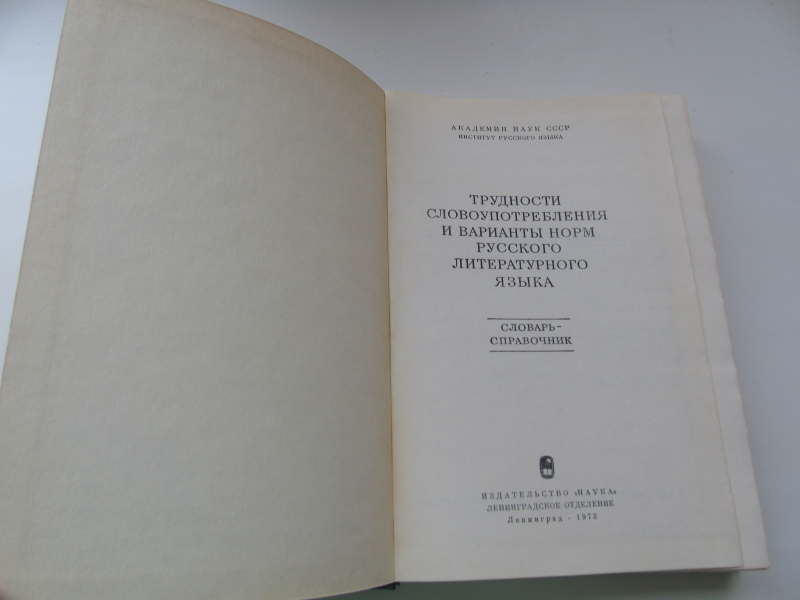 АКАДЕМИЯ НАУК СССР
ИНСТИТУТ РУССКОГО ЯЗЫКА
ТРУДНОСТИ
СЛОВОУПОТРЕБЛЕНИЯ
И ВАРИАНТЫ НОРМ
РУССКОГО
ЛИТЕРАТУРНОГО
ЯЗЫКА
СЛОВАРЬ-
СПРАВОЧНИК
ИЗДАТЕЛЬСТВО «НАУКА»
ЛЕНИНГРАДСКОЕ ОТДЕЛЕНИЕ
Ленинград · 1973